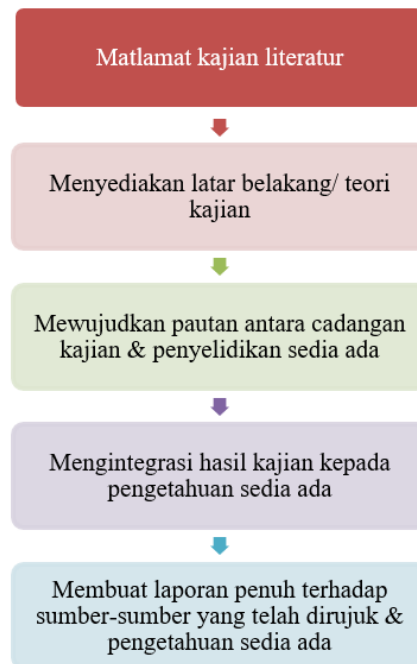 Matlamat kajian literatur
Menyediakan latar belakang/ teori
kajian
Mewujudkan pautan antara cadangan
kajian & penyelidikan sedia ada
Mengintegrasi hasil kajian kepada
pengetahuan sedia ada
Membuat laporan penuh terhadap
sumber-sumber yang telah dirujuk &
pengetahuan sedia ada